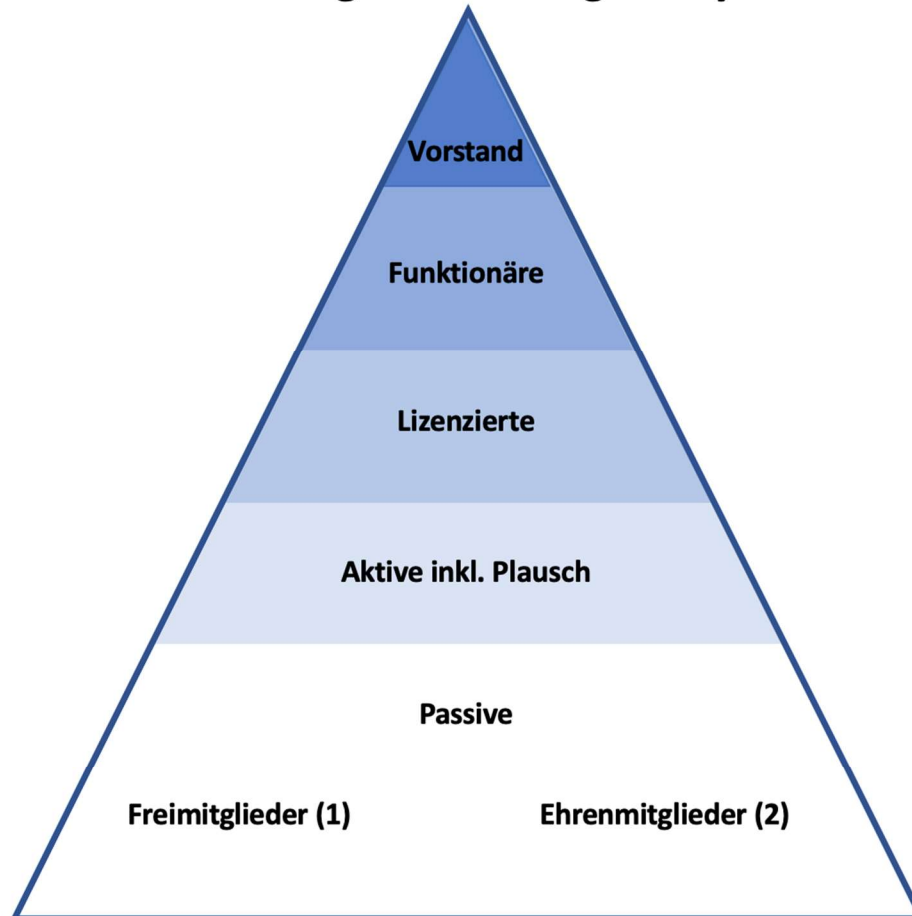 Vorstand
Funktionäre
Lizenzierte
Aktive inkl. Plausch
Passive
Freimitglieder (1)
Ehrenmitglieder (2)